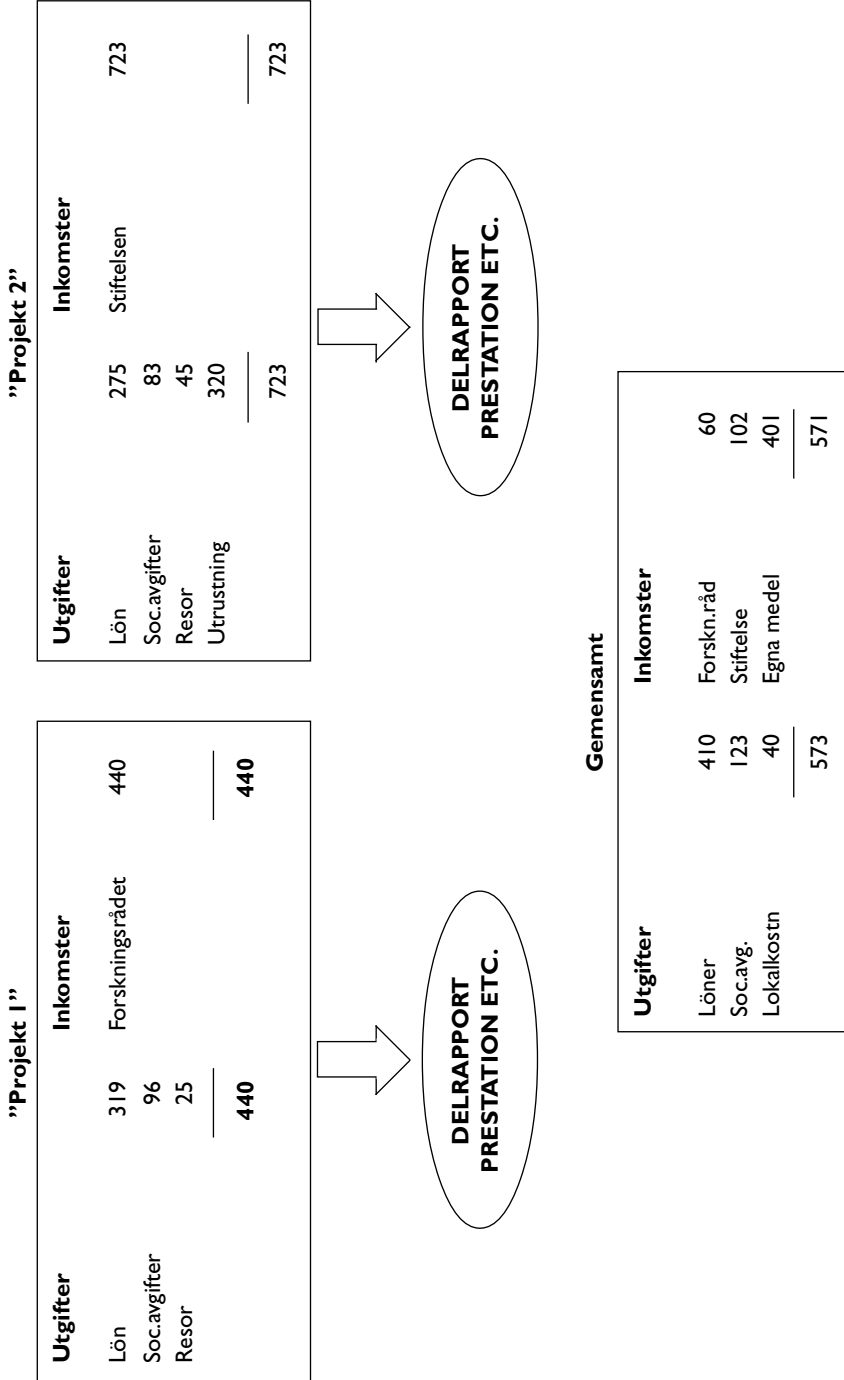 ”Projekt 1”
Utgifter Inkomster
Lön 319 Forskningsrådet 440
Soc.avgifter 96
Resor 25
440 440
DELRAPPORT
PRESTATION ETC.
”Projekt 2”
Utgifter Inkomster
Lön 275 Stiftelsen 723
Soc.avgifter 83
Resor 45
Utrustning 320
723 723
DELRAPPORT
PRESTATION ETC.
Gemensamt
Utgifter Inkomster
Löner 410 Forskn.råd 60
Soc.avg. 123 Stiftelse 102
Lokalkostn 40 Egna medel 401
573 571